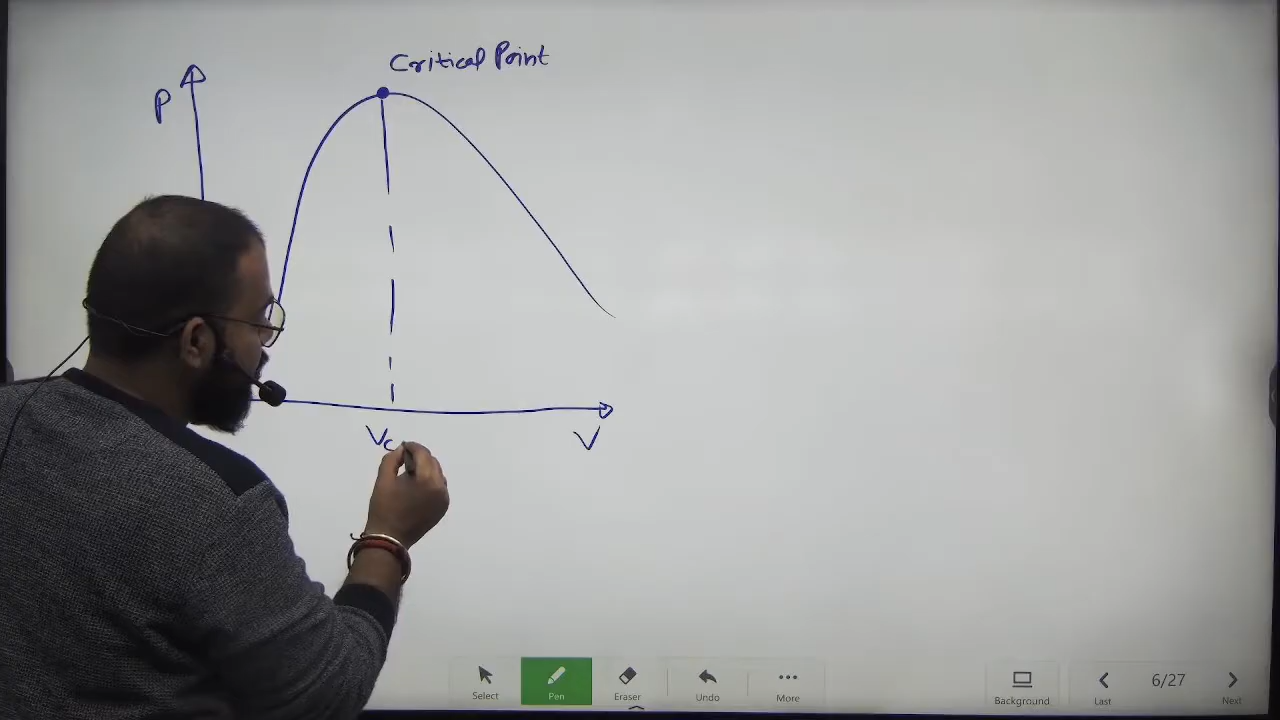 Critical Point
P
Vc
V
Select
Pen
Eraser
Undo
More
Background
Last
6/27
Next